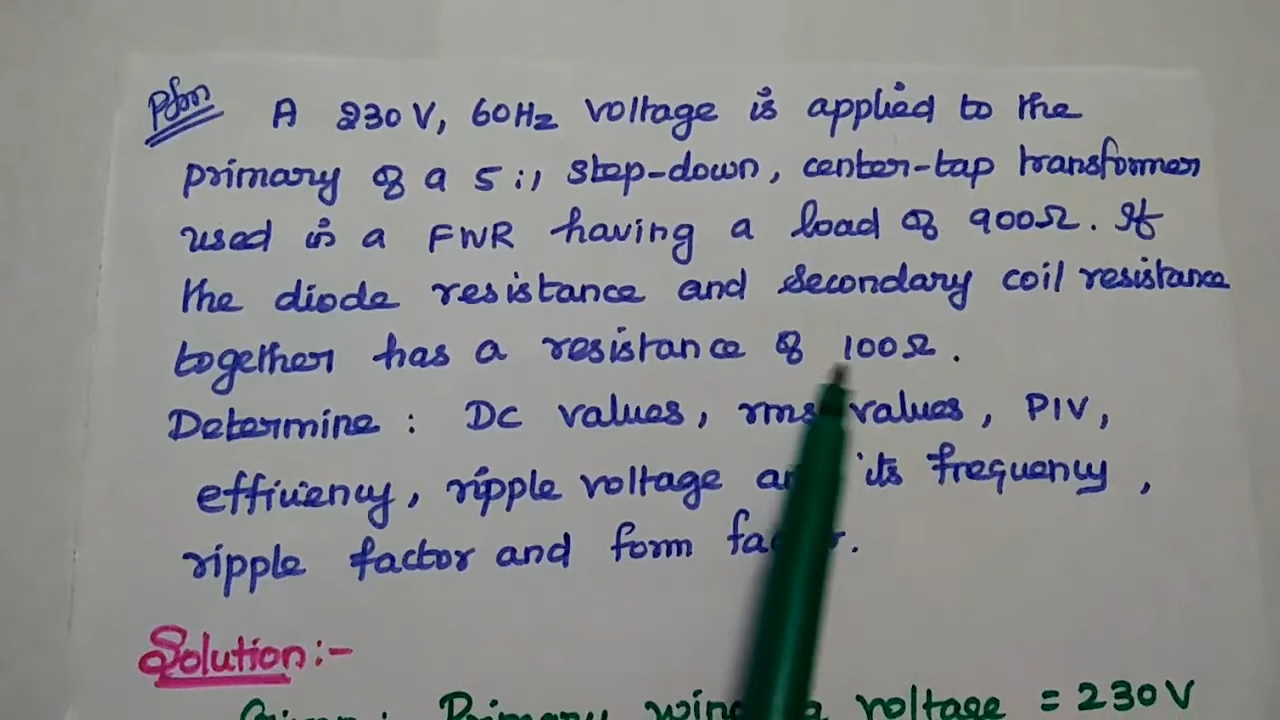 Pbm A 230V, 60Hz voltage is applied to the
primary of a 5:1 step-down, center-tap transformer
used in a FWR having a load of 900Ω. If
the diode resistance and secondary coil resistance
together has a resistance of 100Ω.
Determine: DC values, rms values, PIV,
efficiency, ripple voltage its frequency,
ripple factor and form
Solution:-
Given: Primary voltage = 230V